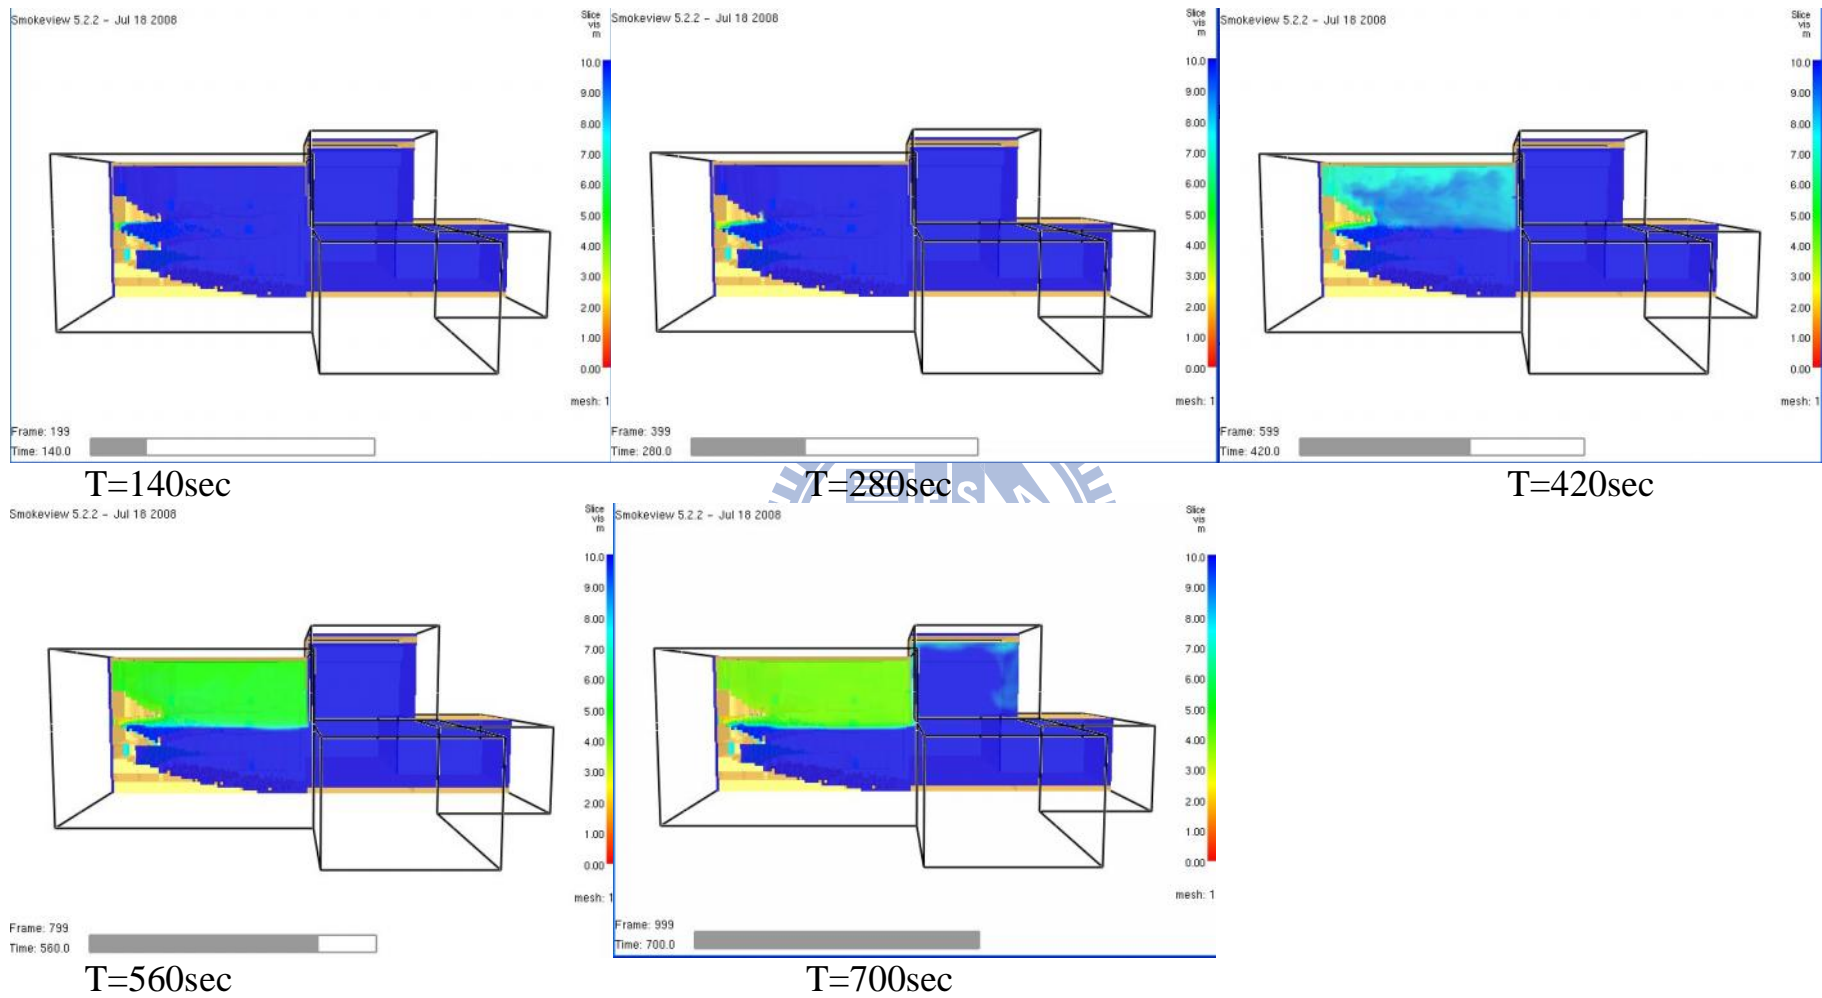 Smokeview 5.2.2 - Jul 18 2008
Slice
vis
m
10.0
9.00
8.00
7.00
6.00
5.00
4.00
3.00
2.00
1.00
0.00
mesh: 1
Frame: 199
Time: 140.0
T=140sec
Smokeview 5.2.2 - Jul 18 2008
Slice
vis
m
10.0
9.00
8.00
7.00
6.00
5.00
4.00
3.00
2.00
1.00
0.00
mesh: 1
Frame: 399
Time: 280.0
T=280sec
Smokeview 5.2.2 - Jul 18 2008
Slice
vis
m
10.0
9.00
8.00
7.00
6.00
5.00
4.00
3.00
2.00
1.00
0.00
mesh: 1
Frame: 599
Time: 420.0
T=420sec
Smokeview 5.2.2 - Jul 18 2008
Slice
vis
m
10.0
9.00
8.00
7.00
6.00
5.00
4.00
3.00
2.00
1.00
0.00
mesh: 1
Frame: 799
Time: 560.0
T=560sec
Smokeview 5.2.2 - Jul 18 2008
Slice
vis
m
10.0
9.00
8.00
7.00
6.00
5.00
4.00
3.00
2.00
1.00
0.00
mesh: 1
Frame: 999
Time: 700.0
T=700sec